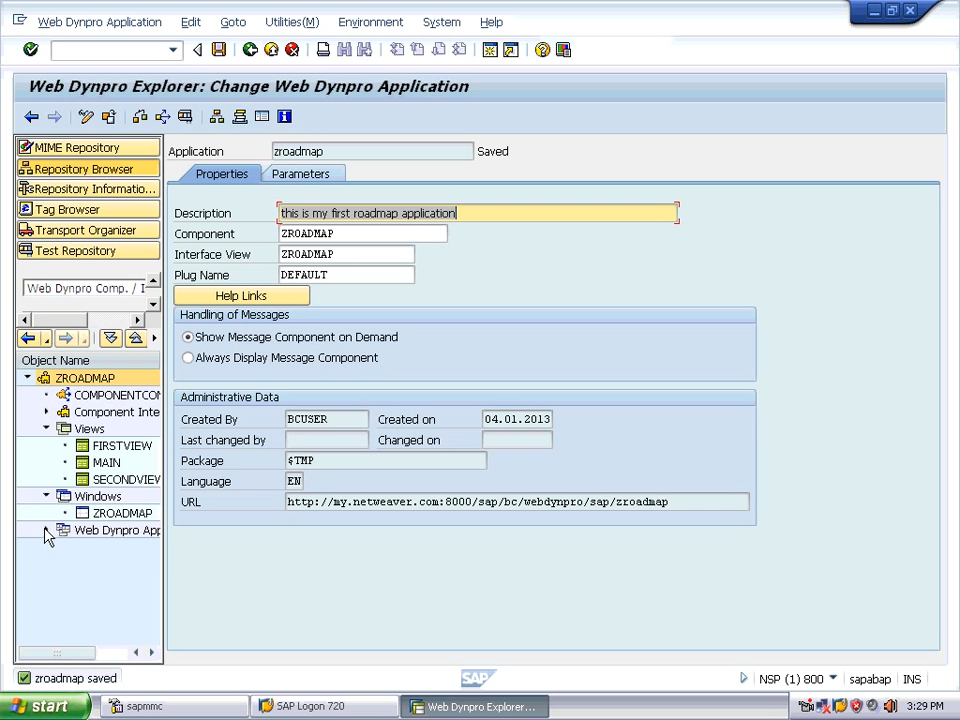 Web Dynpro Application Edit Goto Utilities(M) Environment System Help
Web Dynpro Explorer: Change Web Dynpro Application
MIME Repository
Repository Browser
Repository Informatio...
Tag Browser
Transport Organizer
Test Repository
Web Dynpro Comp. / I
Object Name
ZROADMAP
COMPONENTCON
Component Inte
Views
FIRSTVIEW
MAIN
SECONDVIEW
Windows
ZROADMAP
Web Dynpro App
Application zroadmap Saved
Properties Parameters
Description this is my first roadmap application
Component ZROADMAP
Interface View ZROADMAP
Plug Name DEFAULT
Help Links
Handling of Messages
Show Message Component on Demand
Always Display Message Component
Administrative Data
Created By BCUSER Created on 04.01.2013
Last changed by Changed on
Package $TMP
Language EN
URL http://my.netweaver.com:8000/sap/bc/webdynpro/sap/zroadmap
zroadmap saved SAP NSP (1) 800 sapabap INS
start sapmmc SAP Logon 720 Web Dynpro Explorer... 3:29 PM